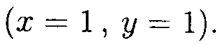 (x = 1, y = 1).